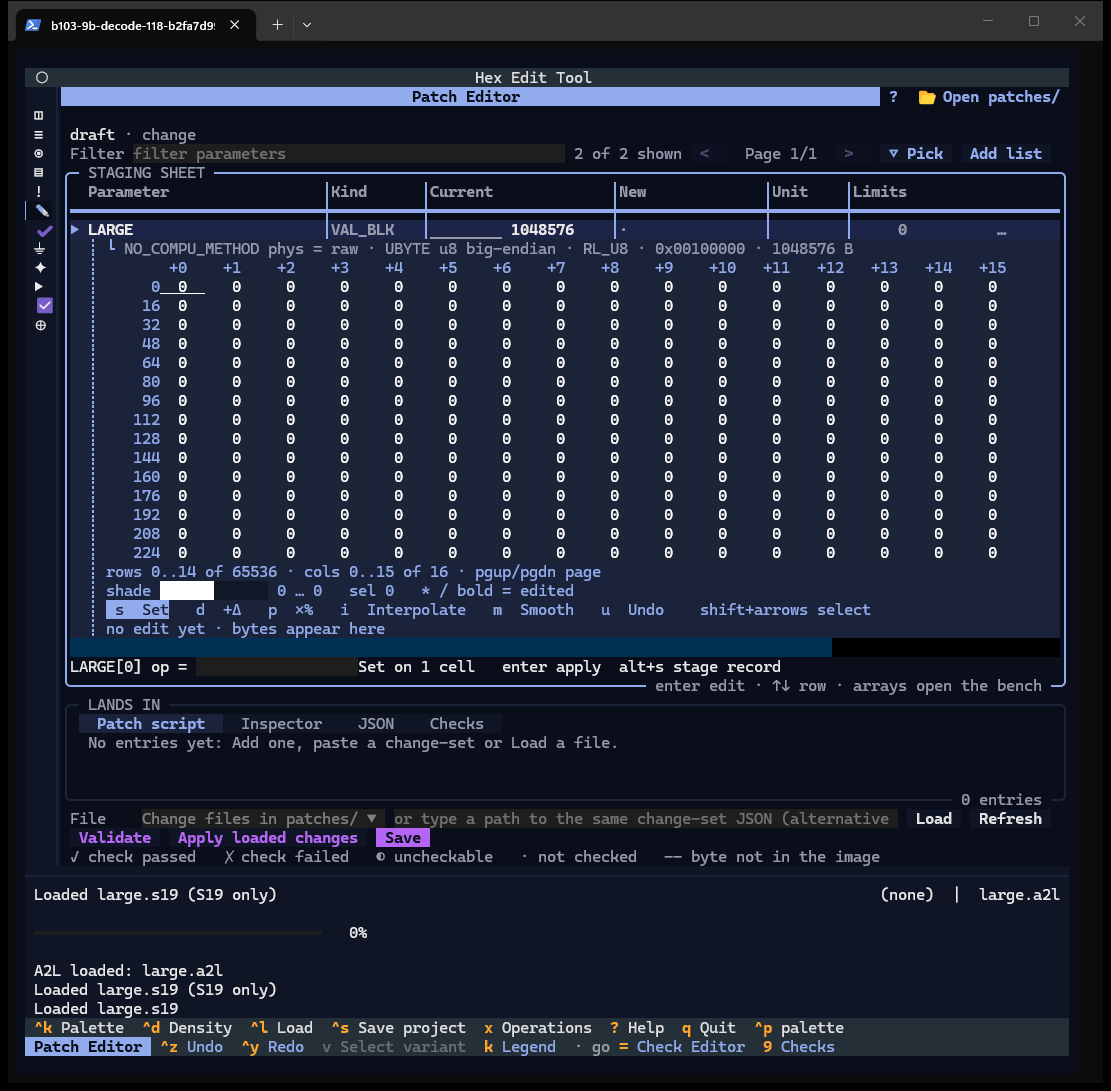 b103-9b-decode-118-b2fa7d9
Hex Edit Tool
Patch Editor ? Open patches/
draft · change
Filter filter parameters 2 of 2 shown < Page 1/1 > ▼ Pick Add list
STAGING SHEET
Parameter Kind Current New Unit Limits
▶ LARGE VAL_BLK 1048576 · 0 …
└ NO_COMPU_METHOD phys = raw · UBYTE u8 big-endian · RL_U8 · 0x00100000 · 1048576 B
+0 +1 +2 +3 +4 +5 +6 +7 +8 +9 +10 +11 +12 +13 +14 +15
0 0 0 0 0 0 0 0 0 0 0 0 0 0 0 0 0
16 0 0 0 0 0 0 0 0 0 0 0 0 0 0 0 0
32 0 0 0 0 0 0 0 0 0 0 0 0 0 0 0 0
48 0 0 0 0 0 0 0 0 0 0 0 0 0 0 0 0
64 0 0 0 0 0 0 0 0 0 0 0 0 0 0 0 0
80 0 0 0 0 0 0 0 0 0 0 0 0 0 0 0 0
96 0 0 0 0 0 0 0 0 0 0 0 0 0 0 0 0
112 0 0 0 0 0 0 0 0 0 0 0 0 0 0 0 0
128 0 0 0 0 0 0 0 0 0 0 0 0 0 0 0 0
144 0 0 0 0 0 0 0 0 0 0 0 0 0 0 0 0
160 0 0 0 0 0 0 0 0 0 0 0 0 0 0 0 0
176 0 0 0 0 0 0 0 0 0 0 0 0 0 0 0 0
192 0 0 0 0 0 0 0 0 0 0 0 0 0 0 0 0
208 0 0 0 0 0 0 0 0 0 0 0 0 0 0 0 0
224 0 0 0 0 0 0 0 0 0 0 0 0 0 0 0 0
rows 0..14 of 65536 · cols 0..15 of 16 · pgup/pgdn page
shade 0 … 0 sel 0 * / bold = edited
s Set d +Δ p ×% i Interpolate m Smooth u Undo shift+arrows select
no edit yet · bytes appear here
LARGE[0] op = Set on 1 cell enter apply alt+s stage record
enter edit · ↑↓ row · arrays open the bench
LANDS IN
Patch script Inspector JSON Checks
No entries yet: Add one, paste a change-set or Load a file.
0 entries
File Change files in patches/ ▼ or type a path to the same change-set JSON (alternative Load Refresh
Validate Apply loaded changes Save
✓ check passed ✗ check failed ◐ uncheckable · not checked —— byte not in the image
Loaded large.s19 (S19 only) (none) | large.a2l
0%
A2L loaded: large.a2l
Loaded large.s19 (S19 only)
Loaded large.s19
^k Palette ^d Density ^l Load ^s Save project x Operations ? Help q Quit ^p palette
Patch Editor ^z Undo ^y Redo v Select variant k Legend · go = Check Editor 9 Checks